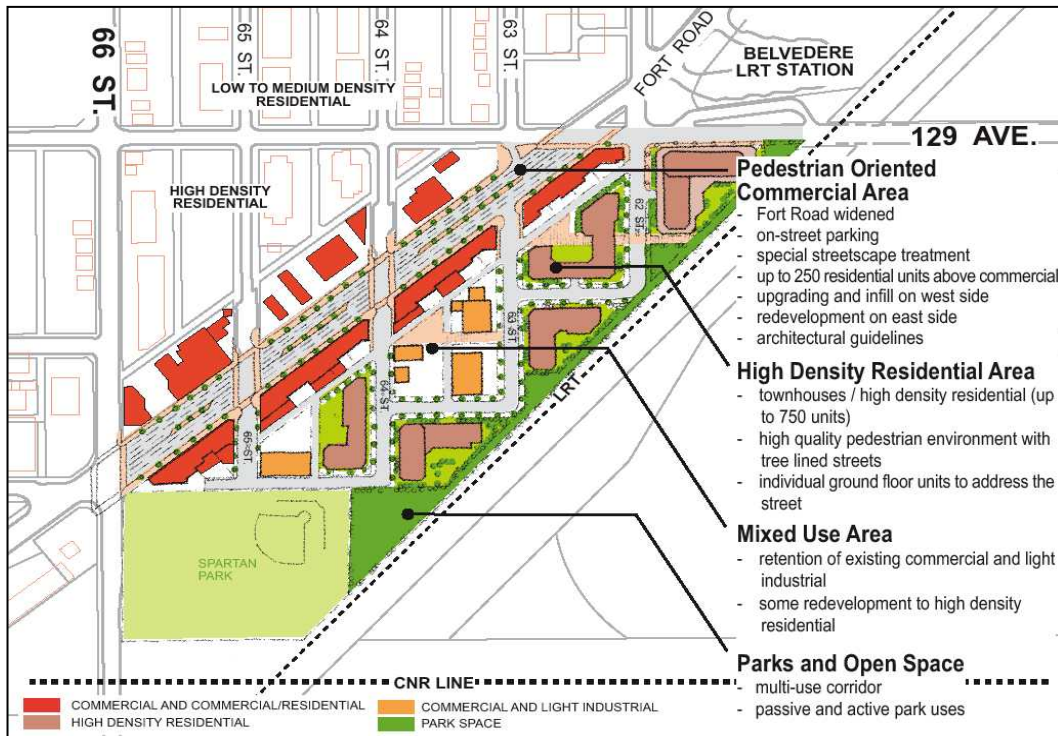 66 ST.
65 ST.
64 ST.
63 ST.
FORT ROAD
BELVEDERE
LRT STATION
LOW TO MEDIUM DENSITY
RESIDENTIAL
129 AVE.
HIGH DENSITY
RESIDENTIAL
62 ST.
63 ST.
64 ST.
65 ST.
LRT
SPARTAN
PARK
Pedestrian Oriented
Commercial Area
- Fort Road widened
- on-street parking
- special streetscape treatment
- up to 250 residential units above commercial
- upgrading and infill on west side
- redevelopment on east side
- architectural guidelines
High Density Residential Area
- townhouses / high density residential (up
to 750 units)
- high quality pedestrian environment with
tree lined streets
- individual ground floor units to address the
street
Mixed Use Area
- retention of existing commercial and light
industrial
- some redevelopment to high density
residential
Parks and Open Space
- multi-use corridor
- passive and active park uses
CNR LINE
COMMERCIAL AND COMMERCIAL/RESIDENTIAL
HIGH DENSITY RESIDENTIAL
COMMERCIAL AND LIGHT INDUSTRIAL
PARK SPACE